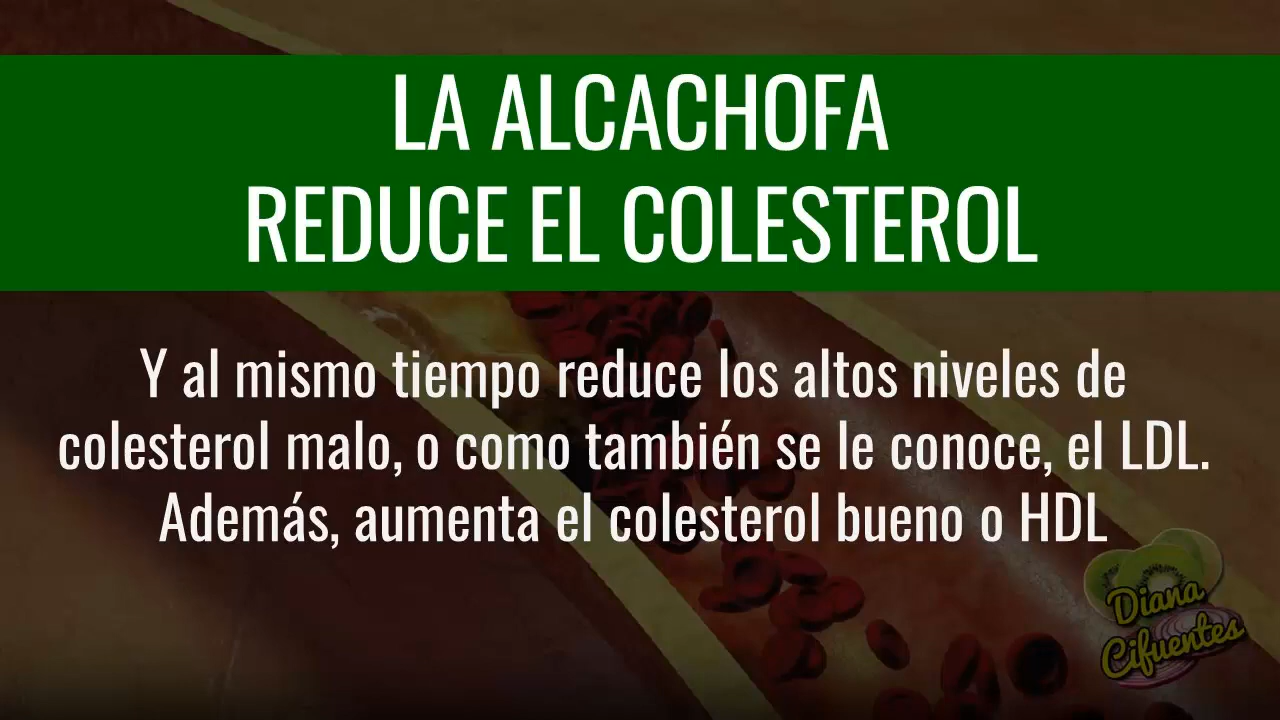 LA ALCACHOFA
REDUCE EL COLESTEROL
Y al mismo tiempo reduce los altos niveles de
colesterol malo, o como también se le conoce, el LDL.
Además, aumenta el colesterol bueno o HDL
Diana
Cifuentes